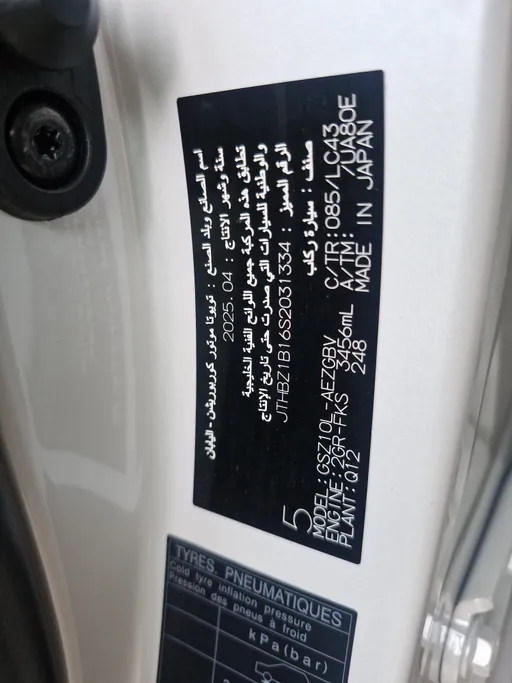 اسم الصانع وبلد الصنع : تويوتا موتور كوربوريشن - اليابان
سنة وشهر الانتاج : 2025.04
تطابق هذه المركبة جميع اللوائح الفنية الخليجية
والوطنية للسيارات التي صدرت حتى تاريخ الإنتاج
الرقم المميز : JTHBZ1B16S2031334
صنف : سيارة ركاب
5
MODEL:GSZ10L-AEZGBV C/TR:085/LC43
ENGINE:2GR-FKS 3456mL A/TM: /UA80E
PLANT:Q12 248 MADE IN JAPAN
TYRES. PNEUMATIQUES
Cold tyre inflation pressure
Pression des pneus à froid
kPa(bar)